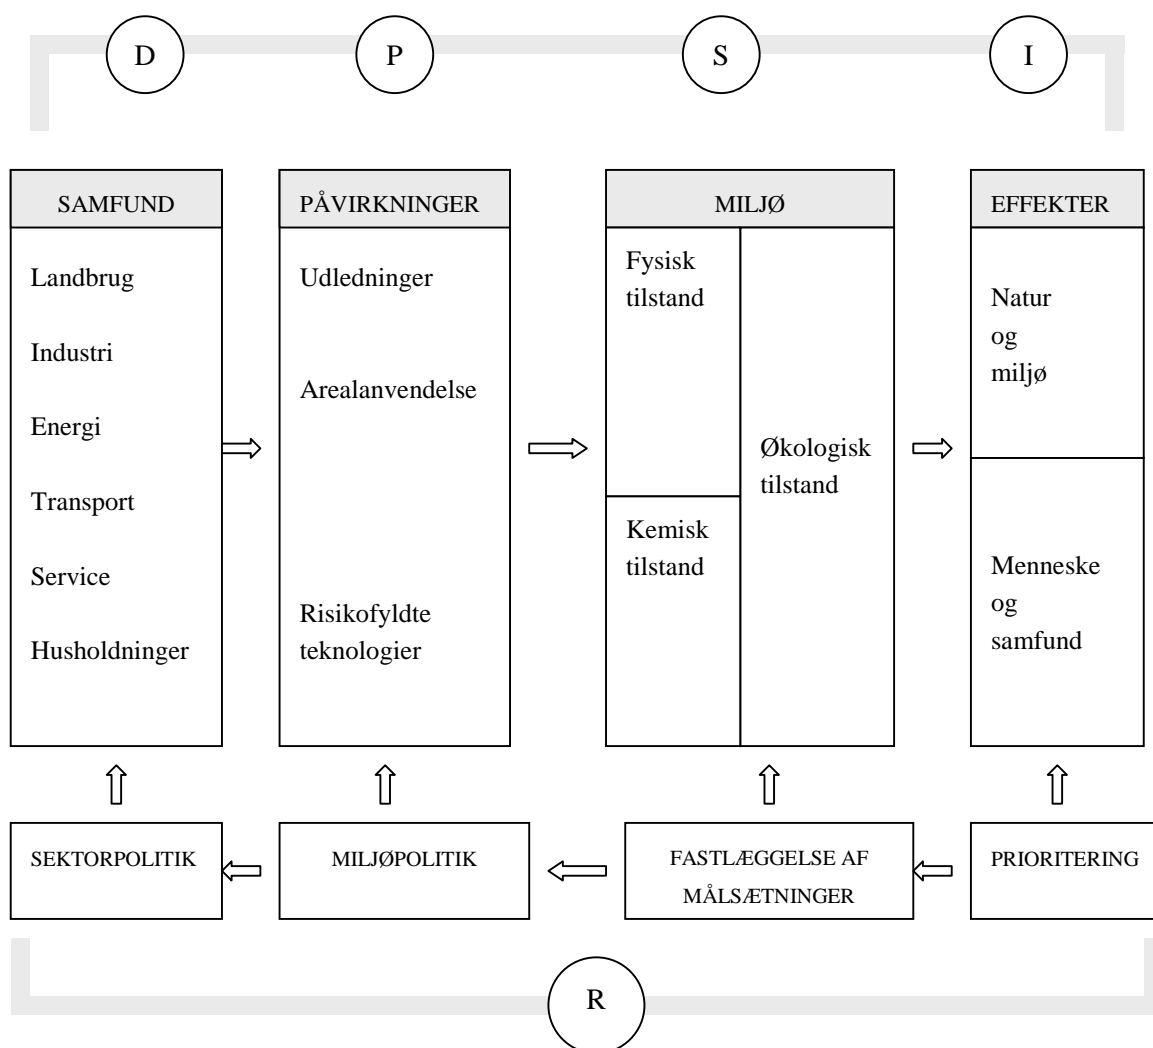 D
P
S
I
SAMFUND
Landbrug
Industri
Energi
Transport
Service
Husholdninger
PÅVIRKNINGER
Udledninger
Arealanvendelse
Risikofyldte
teknologier
MILJØ
Fysisk
tilstand
Kemisk
tilstand
Økologisk
tilstand
EFFEKTER
Natur
og
miljø
Menneske
og
samfund
SEKTORPOLITIK
MILJØPOLITIK
FASTLÆGGELSE AF
MÅLSÆTNINGER
PRIORITERING
R